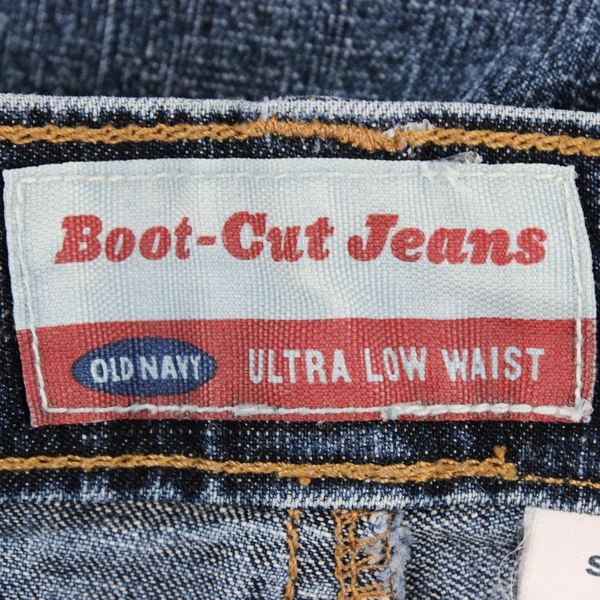 Boot-Cut Jeans
OLD NAVY ULTRA LOW WAIST
S